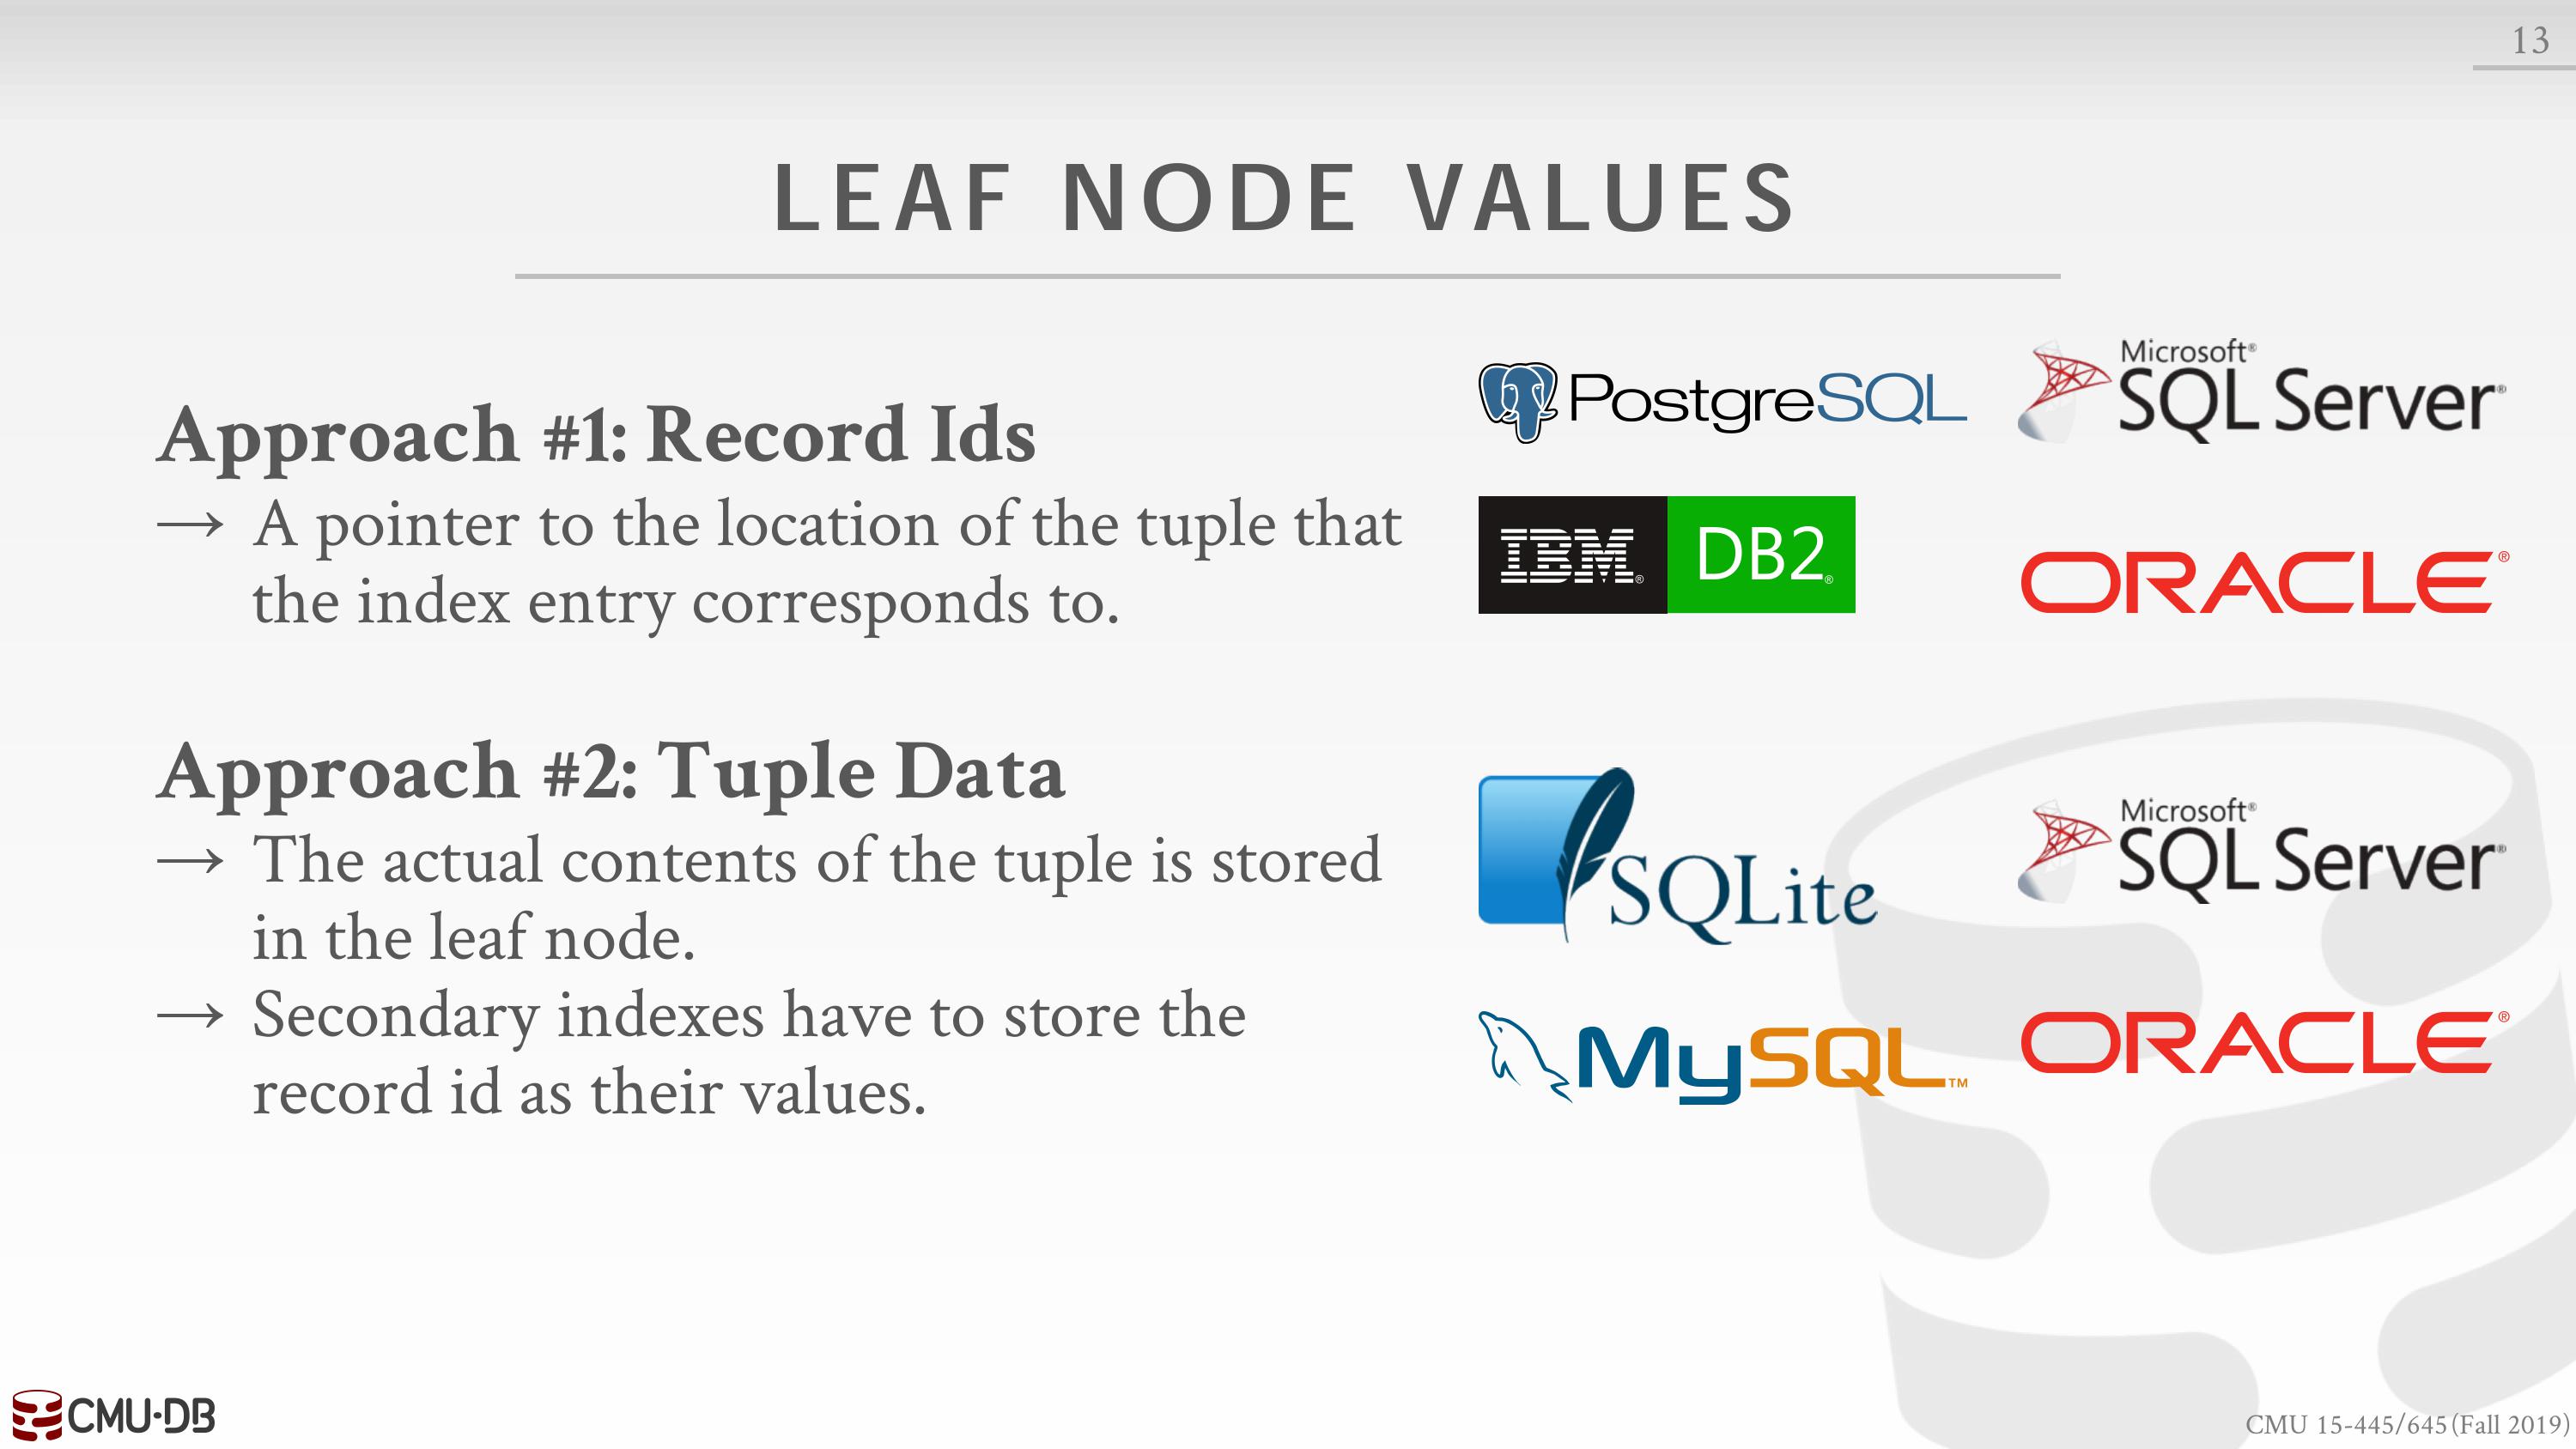 13
LEAF NODE VALUES
Approach #1: Record Ids
→ A pointer to the location of the tuple that
the index entry corresponds to.
PostgreSQL
Microsoft®
SQL Server®
IBM® DB2®
ORACLE®
Approach #2: Tuple Data
→ The actual contents of the tuple is stored
in the leaf node.
→ Secondary indexes have to store the
record id as their values.
SQLite
Microsoft®
SQL Server®
MySQL™
ORACLE®
CMU·DB
CMU 15-445/645 (Fall 2019)